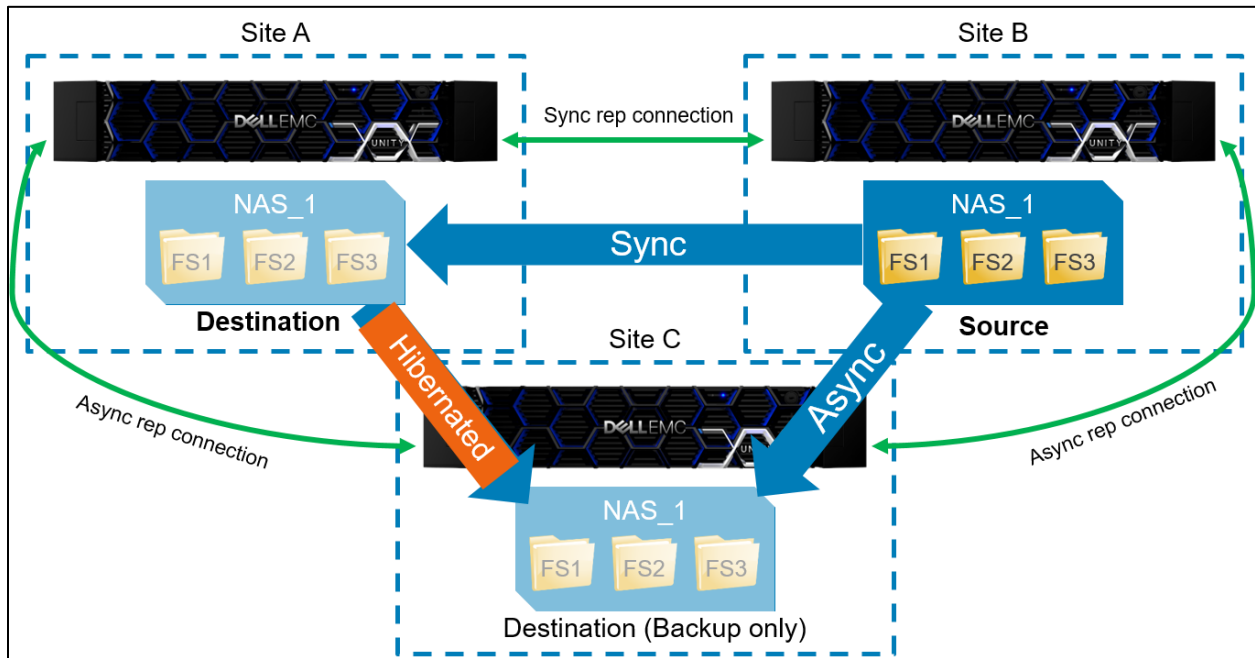 Site A
Site B
DELLEMC
UNITY
Sync rep connection
DELLEMC
UNITY
NAS_1
FS1 FS2 FS3
Destination
Sync
NAS_1
FS1 FS2 FS3
Source
Site C
Hibernated
Async
Async rep connection
Async rep connection
DELLEMC
NAS_1
FS1 FS2 FS3
Destination (Backup only)